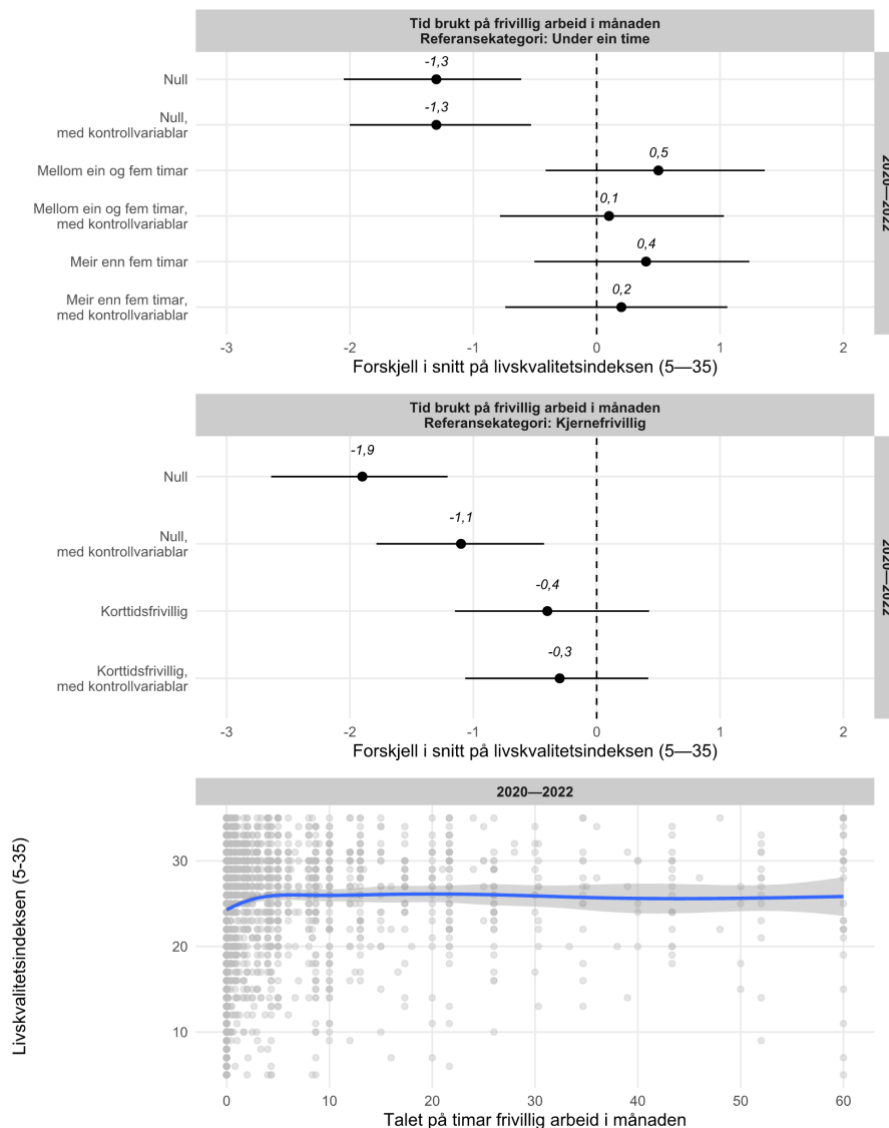 Tid brukt på frivillig arbeid i månaden
Referansekategori: Under ein time
Null
-1,3
Null,
med kontrollvariablar
-1,3
Mellom ein og fem timar
0,5
Mellom ein og fem timar,
med kontrollvariablar
0,1
Meir enn fem timar
0,4
Meir enn fem timar,
med kontrollvariablar
0,2
2020—2022
-3 -2 -1 0 1 2
Forskjell i snitt på livskvalitetsindeksen (5—35)
Tid brukt på frivillig arbeid i månaden
Referansekategori: Kjernefrivillig
Null
-1,9
Null,
med kontrollvariablar
-1,1
Korttidsfrivillig
-0,4
Korttidsfrivillig,
med kontrollvariablar
-0,3
2020—2022
-3 -2 -1 0 1 2
Forskjell i snitt på livskvalitetsindeksen (5—35)
2020—2022
Livskvalitetsindeksen (5-35)
30
20
10
0 10 20 30 40 50 60
Talet på timar frivillig arbeid i månaden